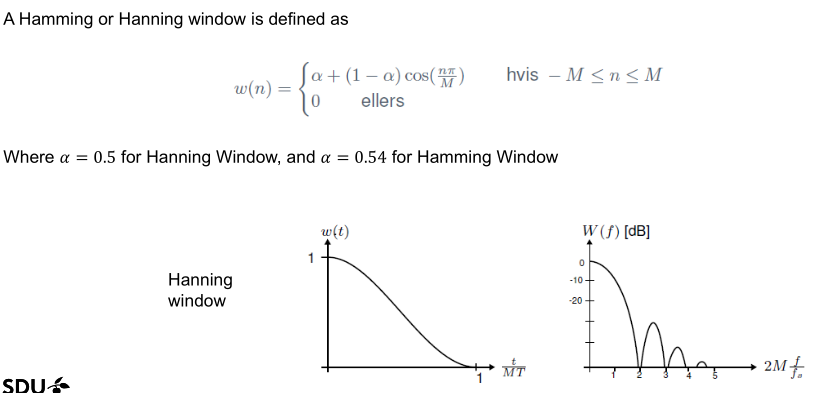 A Hamming or Hanning window is defined as
w(n) = { α + (1 − α) cos(nπ/M) hvis − M ≤ n ≤ M
0 ellers
Where α = 0.5 for Hanning Window, and α = 0.54 for Hamming Window
w(t)
1
Hanning
window
1
t/MT
W(f) [dB]
0
-10
-20
1 2 3 4 5
2M f/fa
SDU